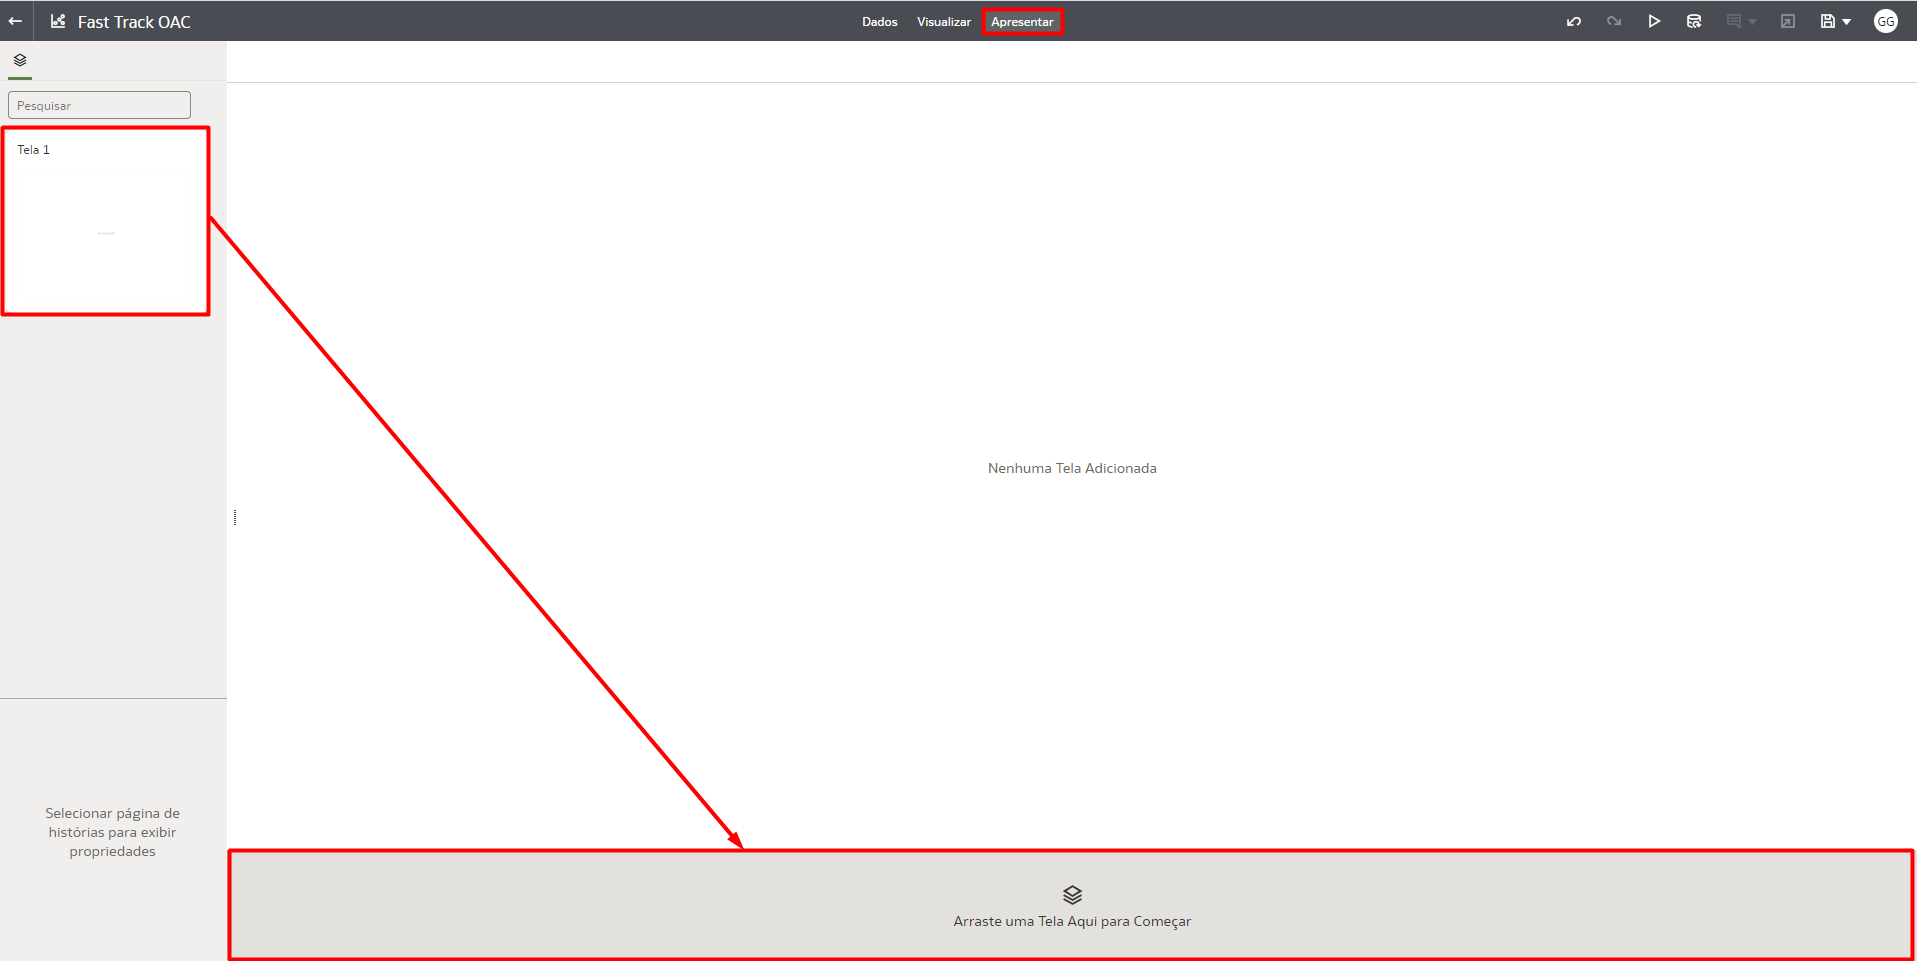 Fast Track OAC
Dados Visualizar Apresentar
GG
Pesquisar
Tela 1
Nenhuma Tela Adicionada
Selecionar página de
histórias para exibir
propriedades
Arraste uma Tela Aqui para Começar